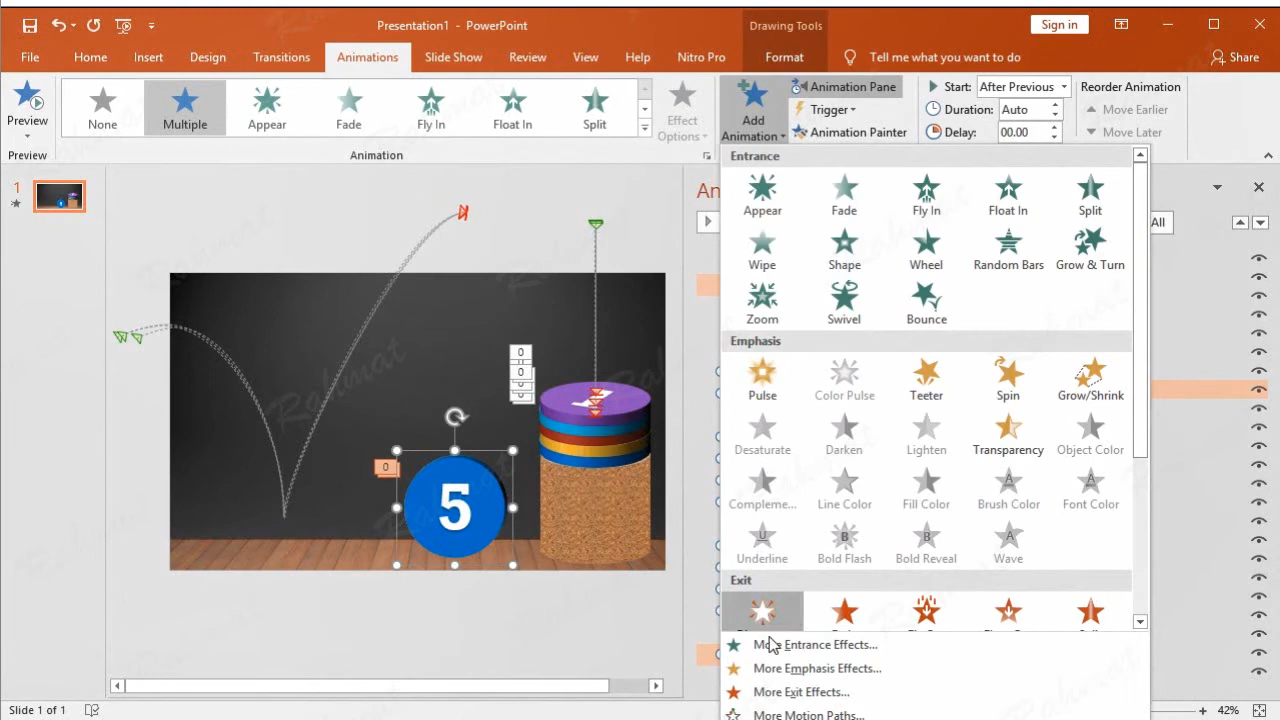 Presentation1 - PowerPoint
Drawing Tools
Sign in
File Home Insert Design Transitions Animations Slide Show Review View Help Nitro Pro Format Tell me what you want to do Share
Preview
None Multiple Appear Fade Fly In Float In Split
Effect Options
Add Animation
Animation Pane
Trigger
Animation Painter
Start: After Previous
Duration: Auto
Delay: 00.00
Reorder Animation
Move Earlier
Move Later
Preview
Animation
1
An
All
Entrance
Appear Fade Fly In Float In Split
Wipe Shape Wheel Random Bars Grow & Turn
Zoom Swivel Bounce
Emphasis
Pulse Color Pulse Teeter Spin Grow/Shrink
Desaturate Darken Lighten Transparency Object Color
Compleme... Line Color Fill Color Brush Color Font Color
Underline Bold Flash Bold Reveal Wave
Exit
More Entrance Effects...
More Emphasis Effects...
More Exit Effects...
More Motion Paths...
0
0
0
5
Rahmat
Slide 1 of 1
42%